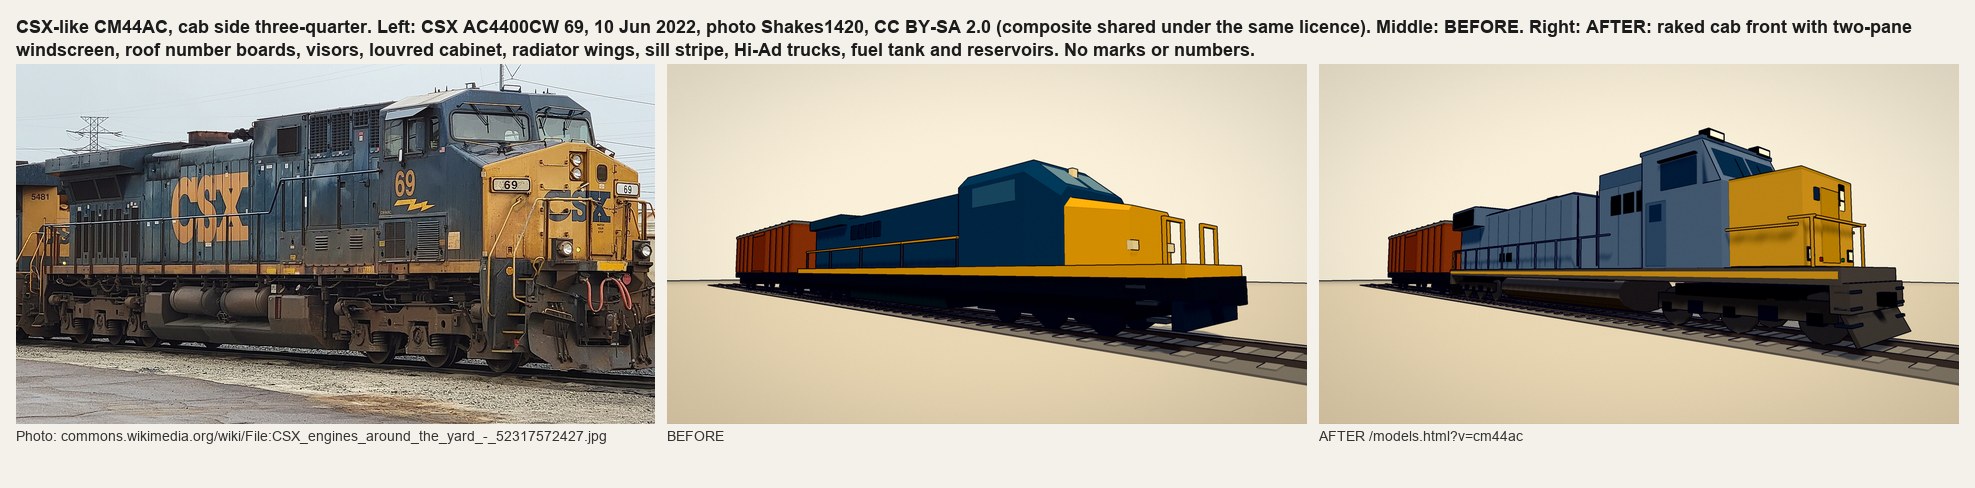 CSX-like CM44AC, cab side three-quarter. Left: CSX AC4400CW 69, 10 Jun 2022, photo Shakes1420, CC BY-SA 2.0 (composite shared under the same licence). Middle: BEFORE. Right: AFTER: raked cab front with two-pane
windscreen, roof number boards, visors, louvred cabinet, radiator wings, sill stripe, Hi-Ad trucks, fuel tank and reservoirs. No marks or numbers.
5481
CSX
69
69
69
CSX
Photo: commons.wikimedia.org/wiki/File:CSX_engines_around_the_yard_-_52317572427.jpg
BEFORE
AFTER /models.html?v=cm44ac